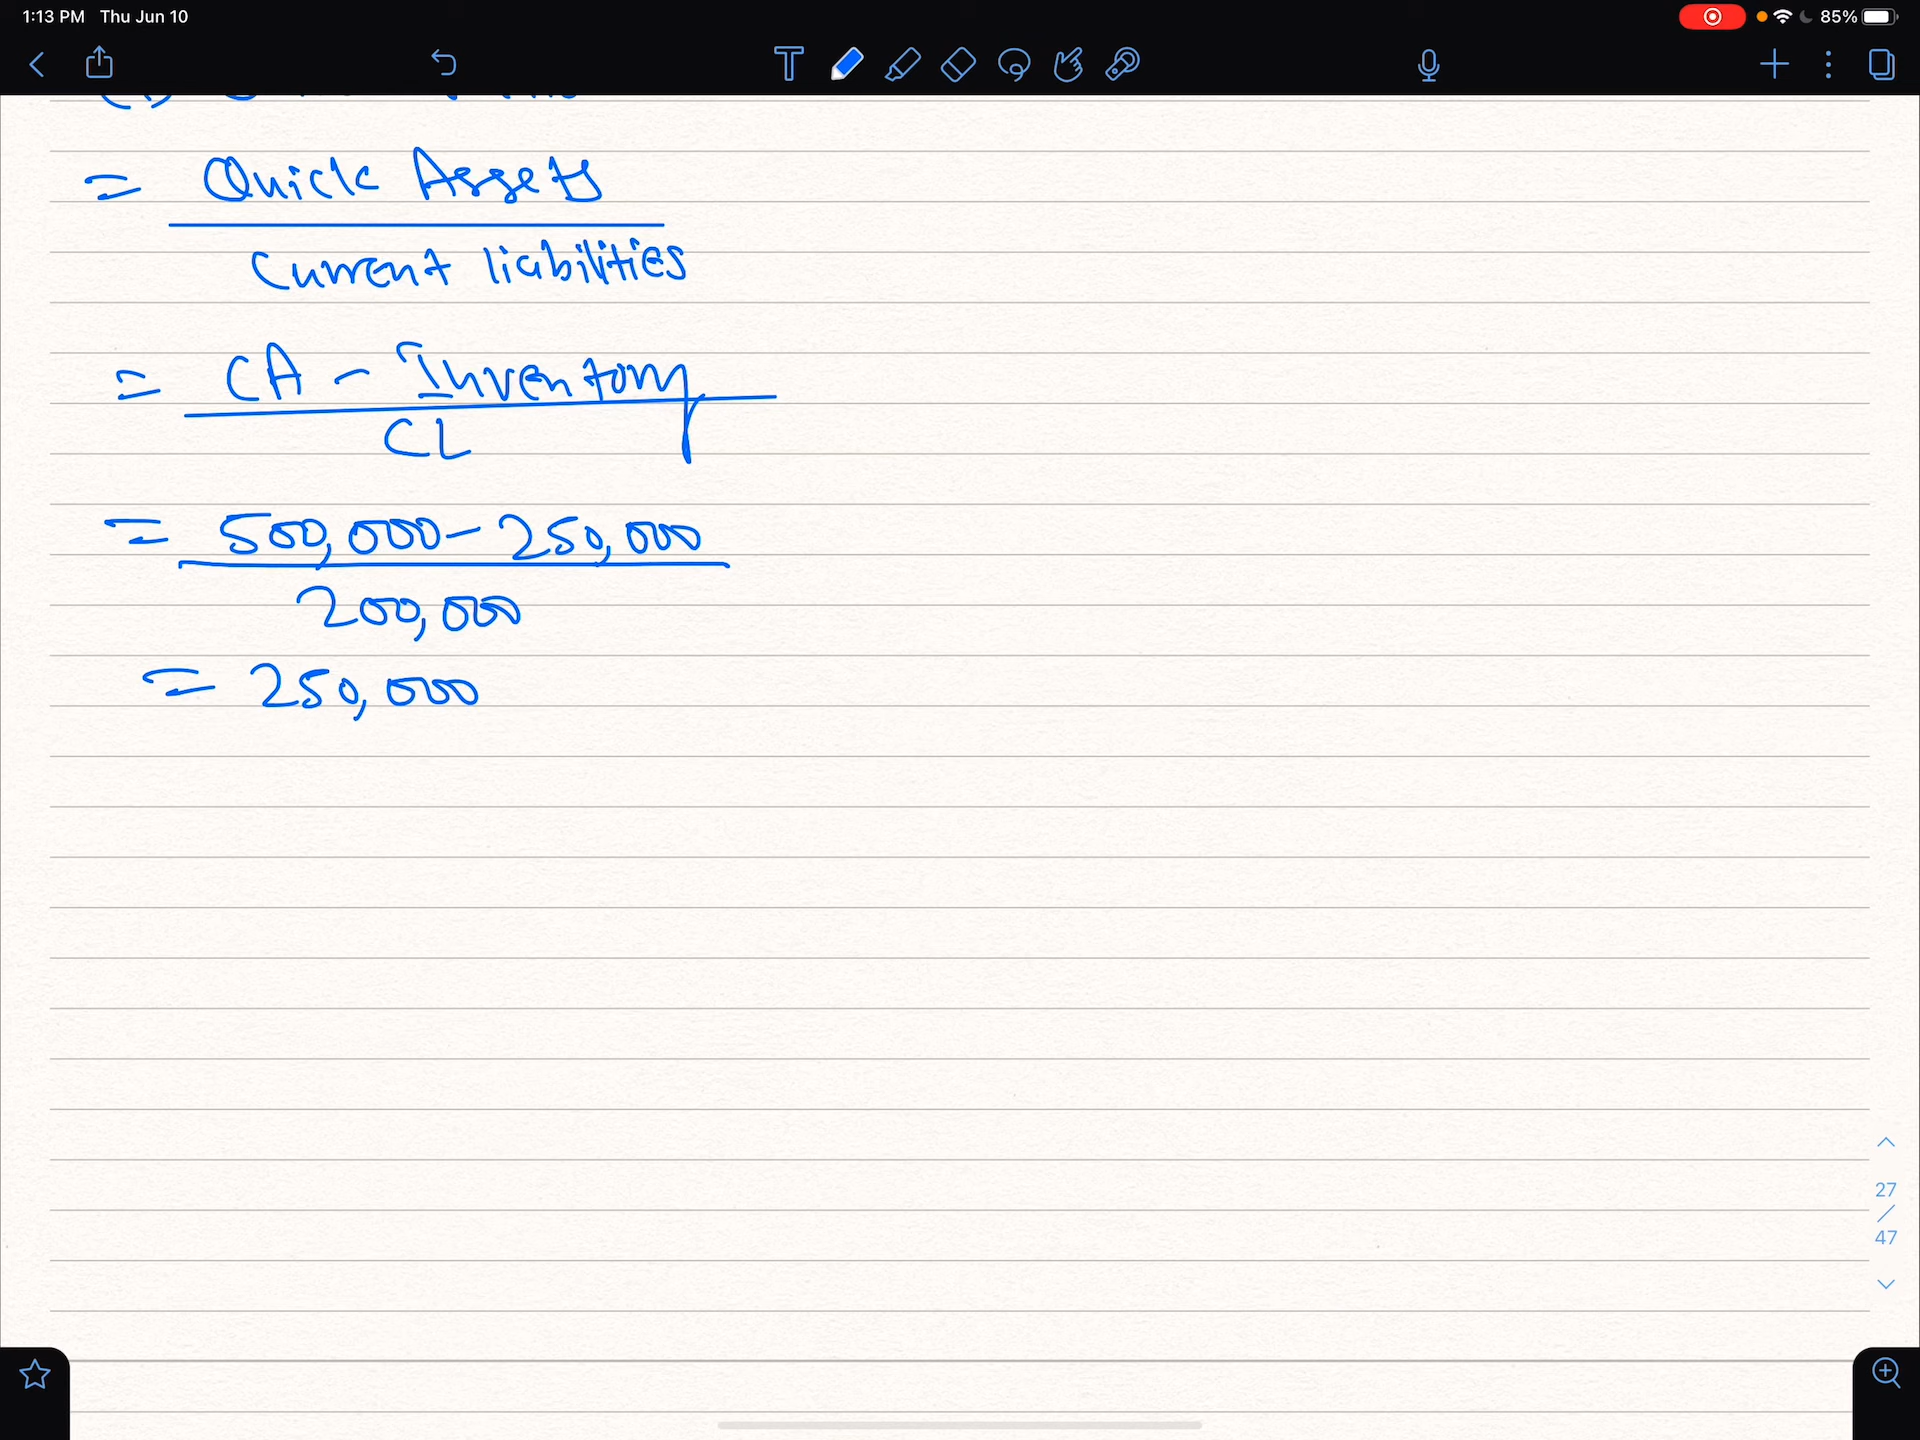 1:13 PM Thu Jun 10
85%
= Quick Assets
Current liabilities
= CA - Inventory
CL
= 500,000 - 250,000
200,000
= 250,000
27
/
47